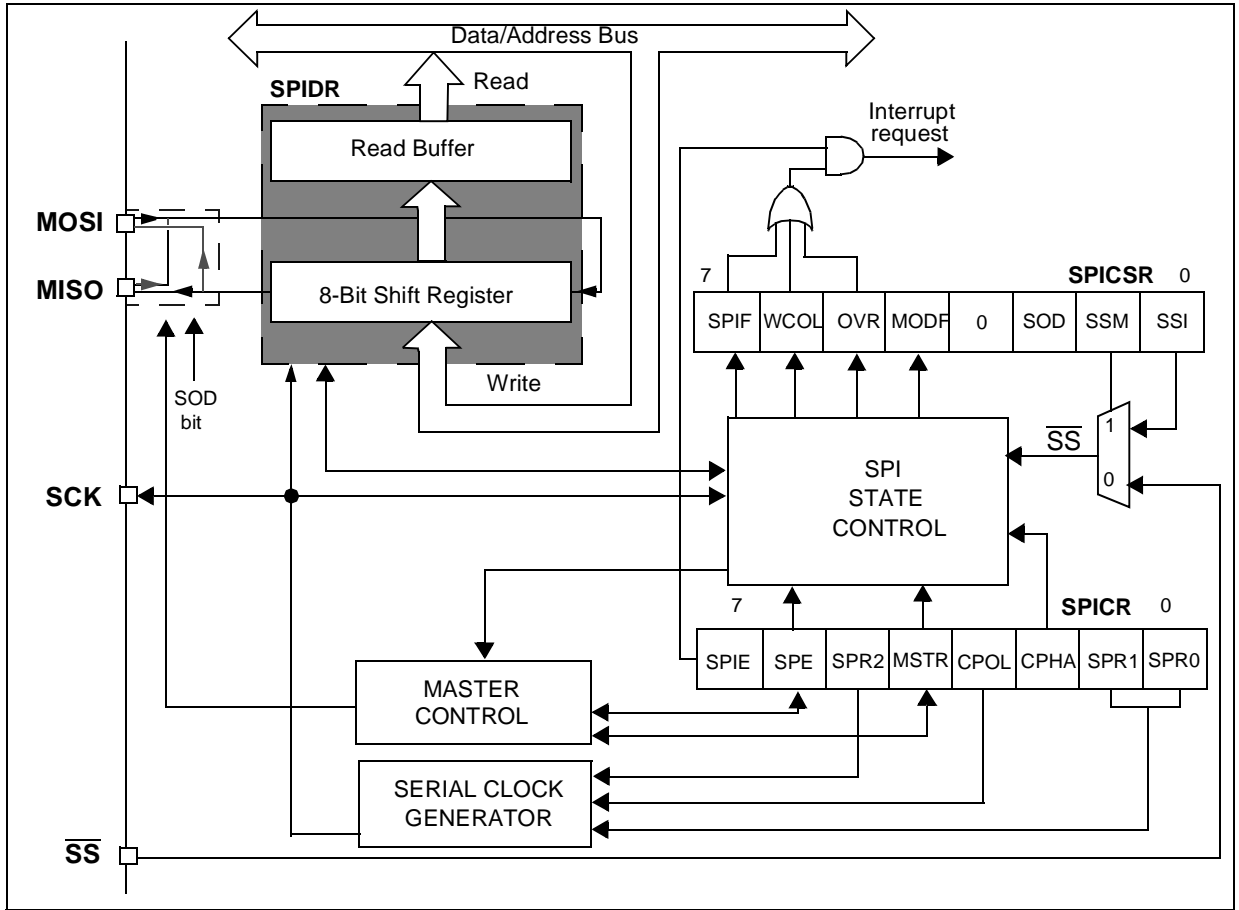 Data/Address Bus
SPIDR
Read
Interrupt
request
Read Buffer
MOSI
7
SPICSR
0
MISO
8-Bit Shift Register
SPIF
WCOL
OVR
MODF
0
SOD
SSM
SSI
Write
SOD
bit
1
SS
0
SPI
STATE
CONTROL
SCK
7
SPICR
0
SPIE
SPE
SPR2
MSTR
CPOL
CPHA
SPR1
SPR0
MASTER
CONTROL
SERIAL CLOCK
GENERATOR
SS